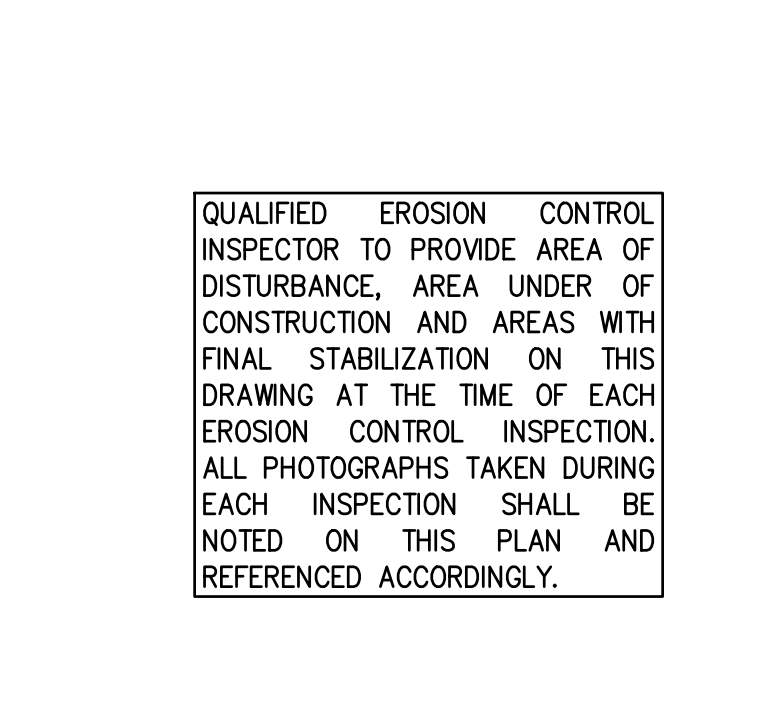 QUALIFIED EROSION CONTROL
INSPECTOR TO PROVIDE AREA OF
DISTURBANCE, AREA UNDER OF
CONSTRUCTION AND AREAS WITH
FINAL STABILIZATION ON THIS
DRAWING AT THE TIME OF EACH
EROSION CONTROL INSPECTION.
ALL PHOTOGRAPHS TAKEN DURING
EACH INSPECTION SHALL BE
NOTED ON THIS PLAN AND
REFERENCED ACCORDINGLY.